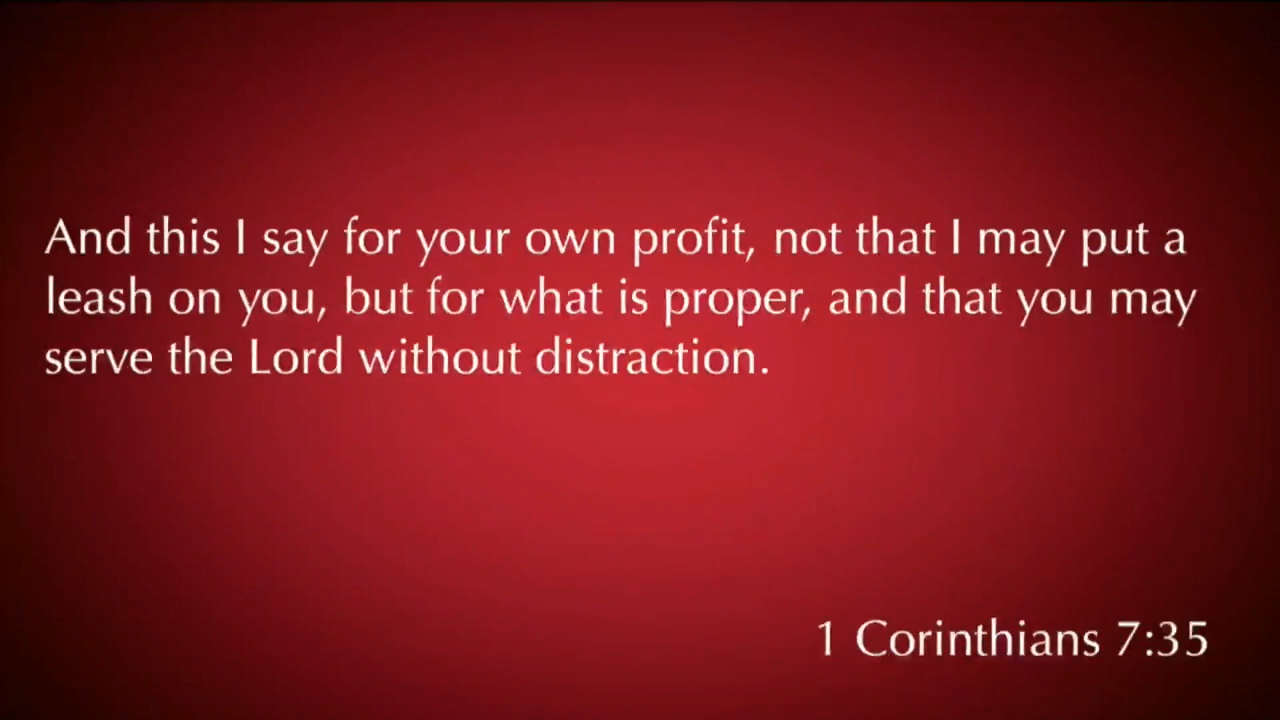 And this I say for your own profit, not that I may put a
leash on you, but for what is proper, and that you may
serve the Lord without distraction.
1 Corinthians 7:35